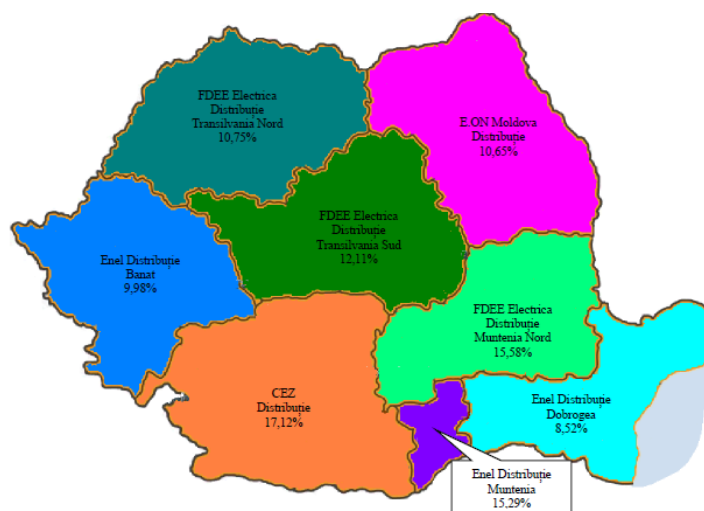 FDEE Electrica
Distribuție
Transilvania Nord
10,75%
E.ON Moldova
Distribuție
10,65%
FDEE Electrica
Distribuție
Transilvania Sud
12,11%
Enel Distribuție
Banat
9,98%
FDEE Electrica
Distribuție
Muntenia Nord
15,58%
CEZ
Distribuție
17,12%
Enel Distribuție
Dobrogea
8,52%
Enel Distribuție
Muntenia
15,29%